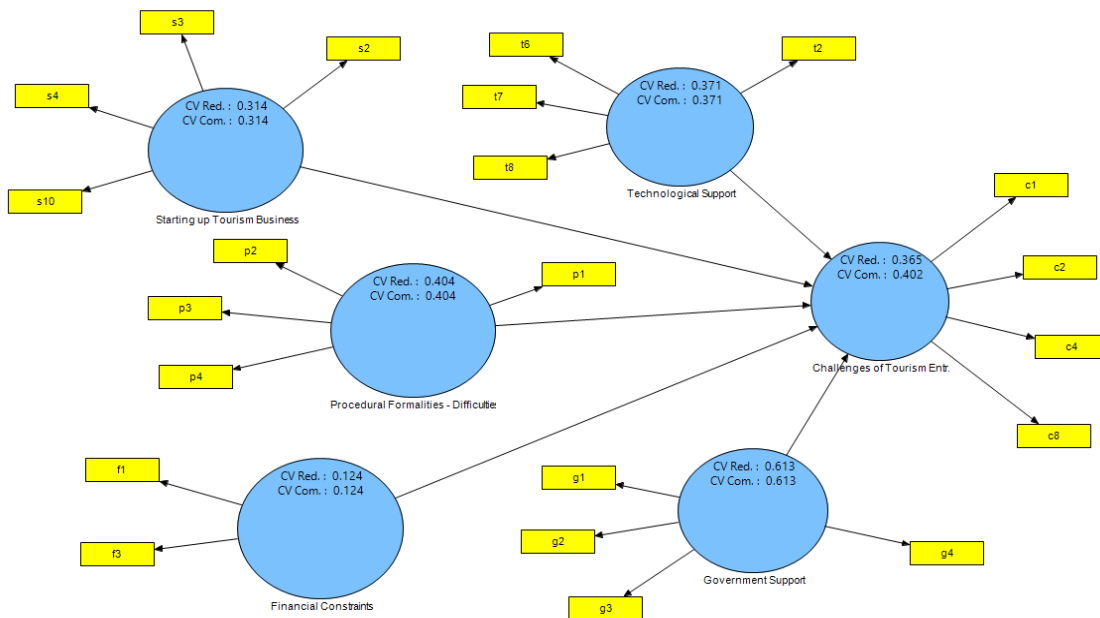 s3
s2
s4
s10
CV Red. : 0.314
CV Com. : 0.314
Starting up Tourism Business
t6
t2
t7
t8
CV Red. : 0.371
CV Com. : 0.371
Technological Support
p2
p1
p3
p4
CV Red. : 0.404
CV Com. : 0.404
Procedural Formalities - Difficulties
c1
c2
c4
c8
CV Red. : 0.365
CV Com. : 0.402
Challenges of Tourism Entr.
f1
f3
CV Red. : 0.124
CV Com. : 0.124
Financial Constraints
g1
g2
g3
g4
CV Red. : 0.613
CV Com. : 0.613
Government Support